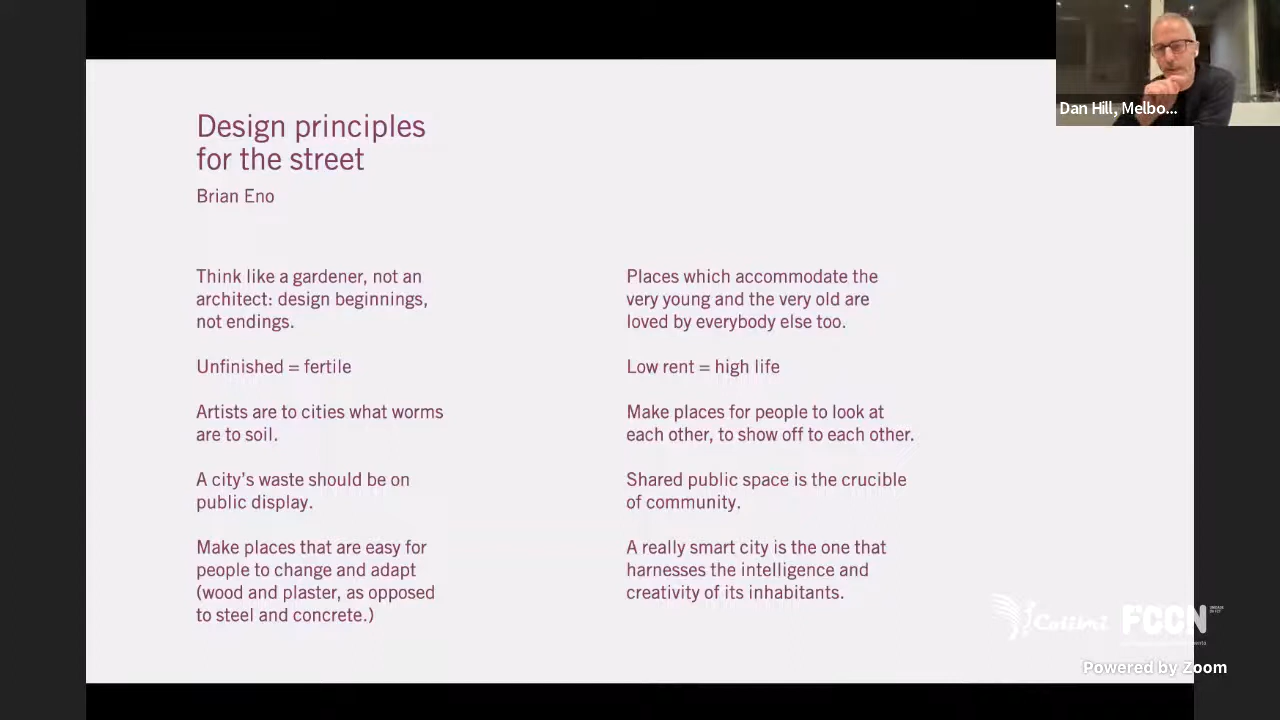 Design principles
for the street
Brian Eno
Think like a gardener, not an
architect: design beginnings,
not endings.
Unfinished = fertile
Artists are to cities what worms
are to soil.
A city's waste should be on
public display.
Make places that are easy for
people to change and adapt
(wood and plaster, as opposed
to steel and concrete.)
Places which accommodate the
very young and the very old are
loved by everybody else too.
Low rent = high life
Make places for people to look at
each other, to show off to each other.
Shared public space is the crucible
of community.
A really smart city is the one that
harnesses the intelligence and
creativity of its inhabitants.
Dan Hill, Melbo...
Colibri FCCN
Powered by Zoom